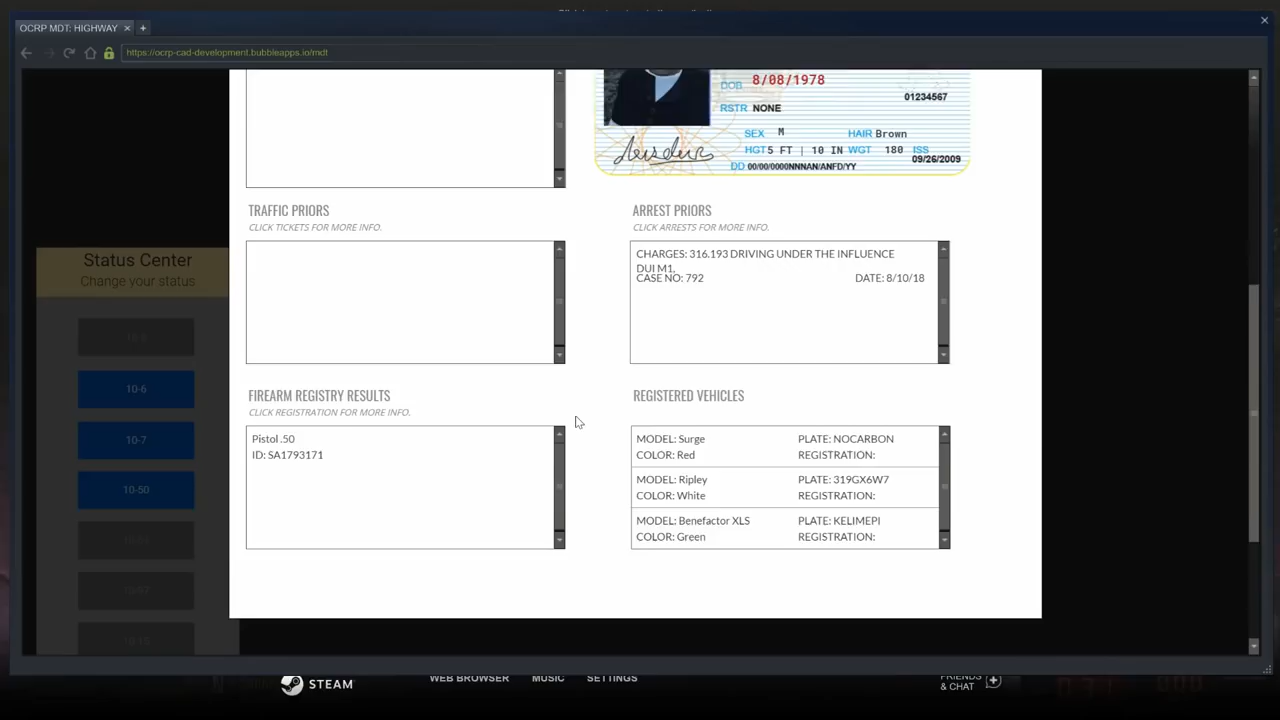 OCRP MDT: HIGHWAY
https://ocrp-cad-development.bubbleapps.io/mdt
DOB 8/08/1978
01234567
RSTR NONE
SEX M HAIR Brown
HGT 5 FT | 10 IN WGT 180 ISS
09/26/2009
DD 00/00/0000NNNAN/ANFD/YY
TRAFFIC PRIORS
CLICK TICKETS FOR MORE INFO.
ARREST PRIORS
CLICK ARRESTS FOR MORE INFO.
CHARGES: 316.193 DRIVING UNDER THE INFLUENCE
DUI M1,
CASE NO: 792 DATE: 8/10/18
Status Center
Change your status
10-6
10-7
10-50
10-15
FIREARM REGISTRY RESULTS
CLICK REGISTRATION FOR MORE INFO.
Pistol .50
ID: SA1793171
REGISTERED VEHICLES
MODEL: Surge PLATE: NOCARBON
COLOR: Red REGISTRATION:
MODEL: Ripley PLATE: 319GX6W7
COLOR: White REGISTRATION:
MODEL: Benefactor XLS PLATE: KELIMEPI
COLOR: Green REGISTRATION:
STEAM
WEB BROWSER MUSIC SETTINGS
FRIENDS
& CHAT